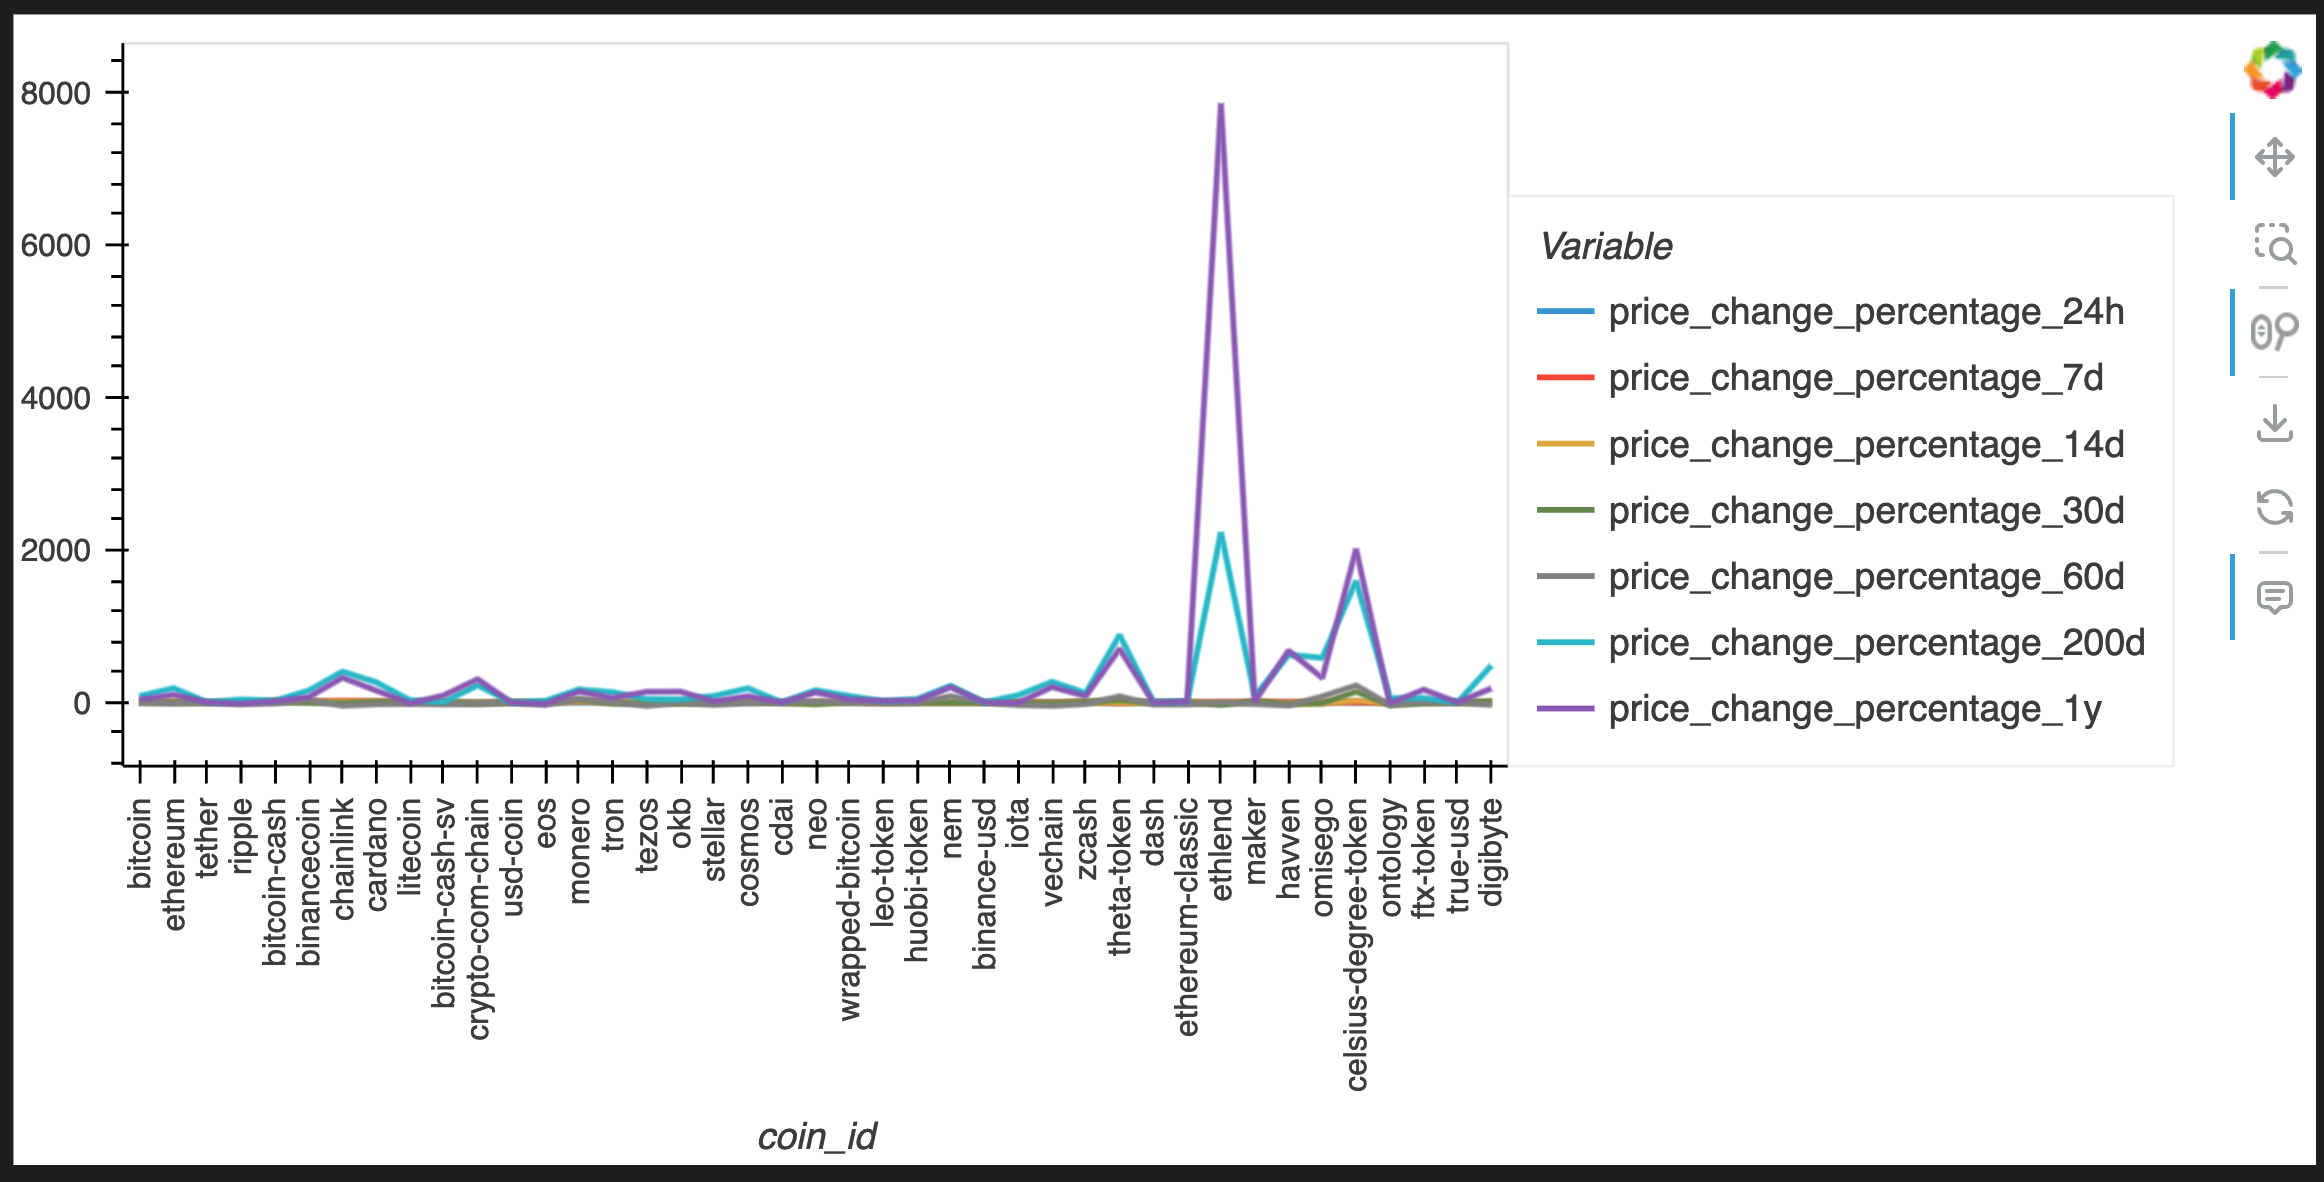 8000
6000
4000
2000
0
Variable
price_change_percentage_24h
price_change_percentage_7d
price_change_percentage_14d
price_change_percentage_30d
price_change_percentage_60d
price_change_percentage_200d
price_change_percentage_1y
bitcoin
ethereum
tether
ripple
bitcoin-cash
binancecoin
chainlink
cardano
litecoin
bitcoin-cash-sv
crypto-com-chain
usd-coin
eos
monero
tron
tezos
okb
stellar
cosmos
cdai
neo
wrapped-bitcoin
leo-token
huobi-token
nem
binance-usd
iota
vechain
zcash
theta-token
dash
ethereum-classic
ethlend
maker
havven
omisego
celsius-degree-token
ontology
ftx-token
true-usd
digibyte
coin_id